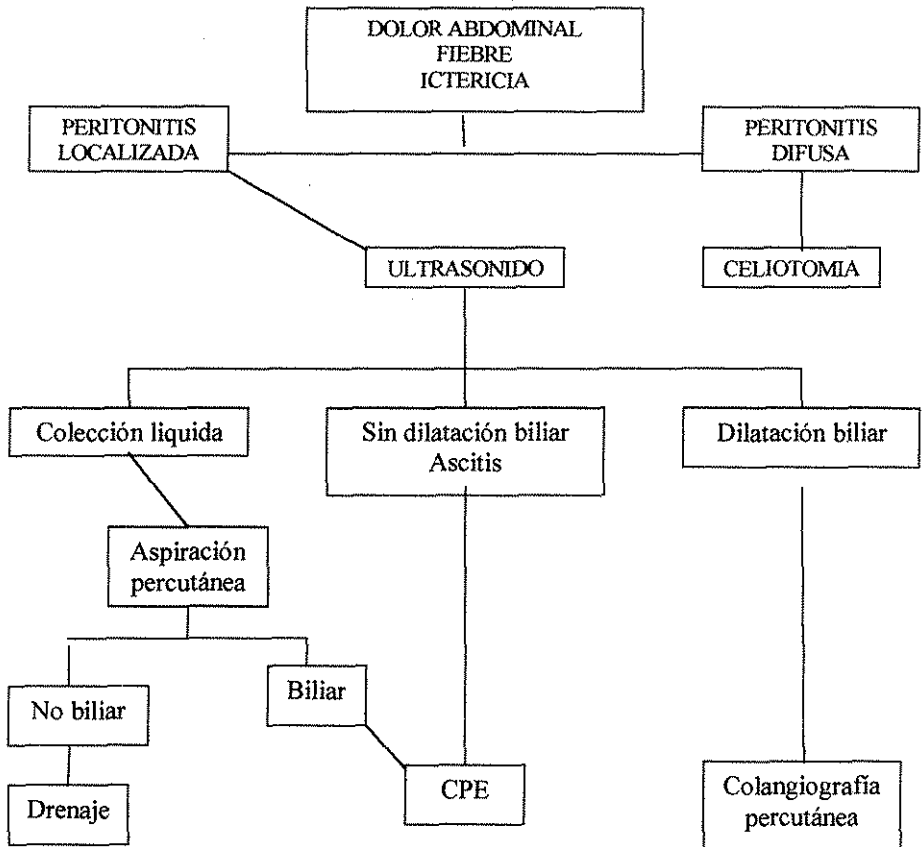 DOLOR ABDOMINAL
FIEBRE
ICTERICIA
PERITONITIS
LOCALIZADA
PERITONITIS
DIFUSA
ULTRASONIDO
CELIOTOMIA
Colección liquida
Sin dilatación biliar
Ascitis
Dilatación biliar
Aspiración
percutánea
No biliar
Biliar
Drenaje
CPE
Colangiografía
percutánea